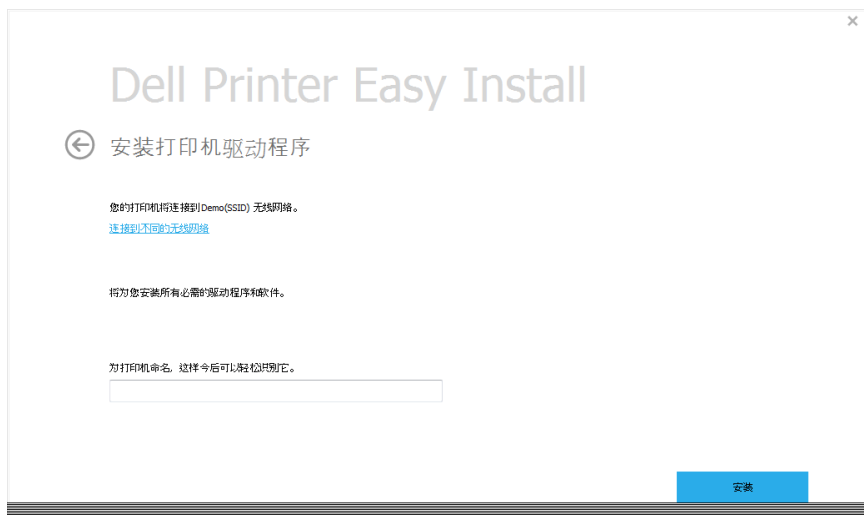 Dell Printer Easy Install
安装打印机驱动程序
您的打印机将连接到Demo(SSID) 无线网络。
连接到不同的无线网络
将为您安装所有必需的驱动程序和软件。
为打印机命名，这样今后可以轻松识别它。
安装